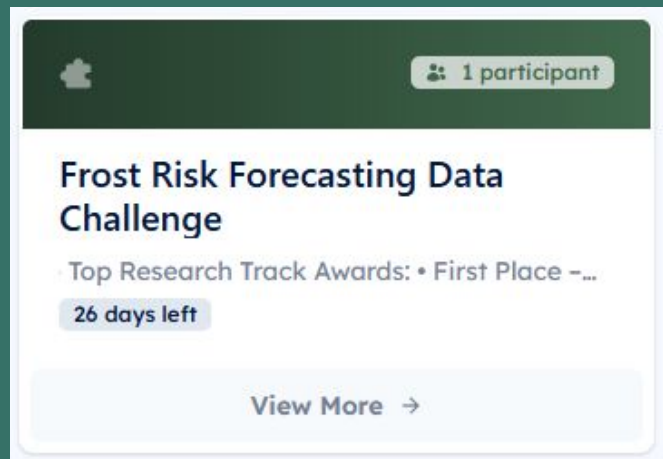 1 participant
Frost Risk Forecasting Data
Challenge
Top Research Track Awards: • First Place –...
26 days left
View More →